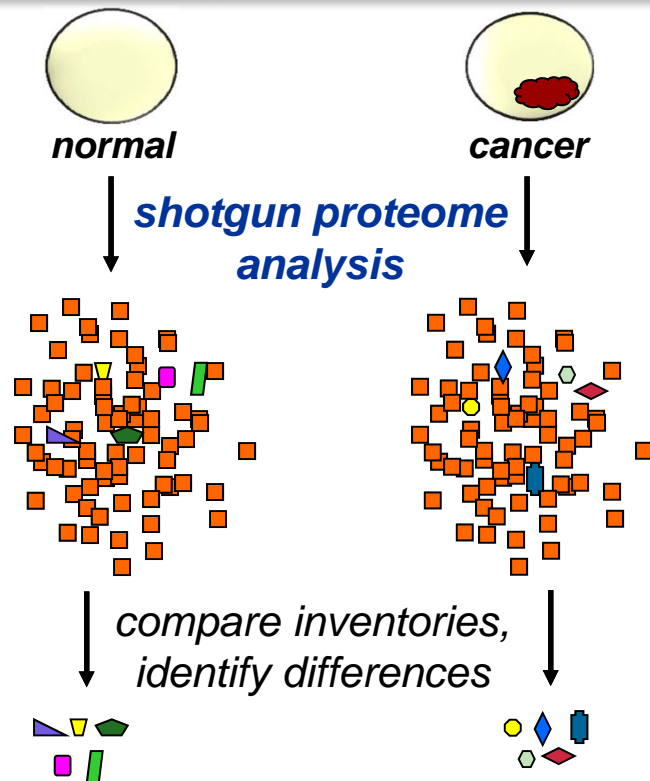 normal
cancer
shotgun proteome
analysis
compare inventories,
identify differences